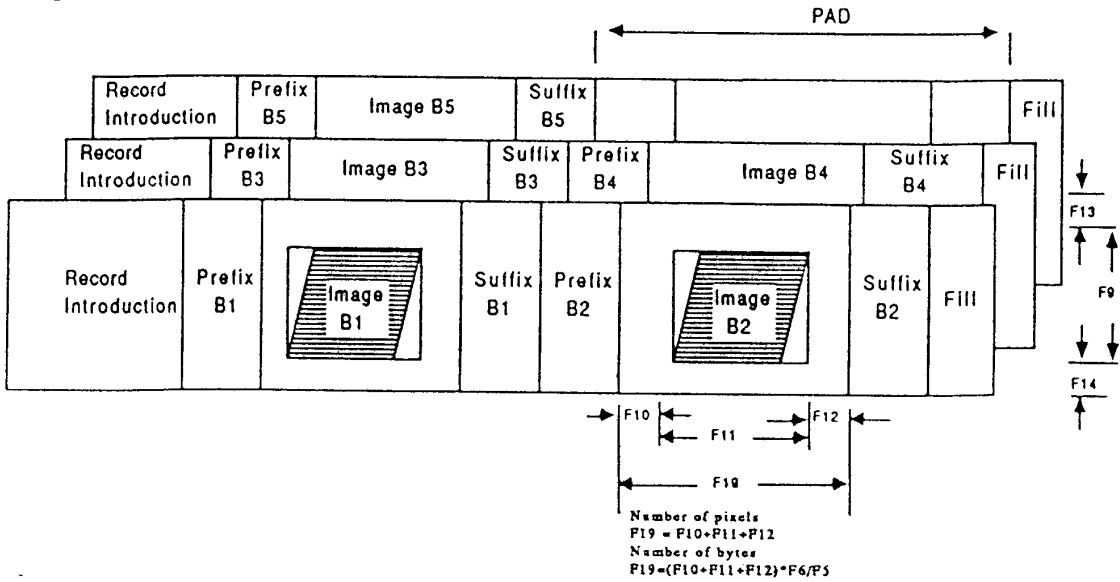 PAD
Record
Introduction
Prefix
B5
Image B5
Suffix
B5
Fill
Record
Introduction
Prefix
B3
Image B3
Suffix
B3
Prefix
B4
Image B4
Suffix
B4
Fill
F13
Record
Introduction
Prefix
B1
Image
B1
Suffix
B1
Prefix
B2
Image
B2
Suffix
B2
Fill
F9
F14
F10
F12
F11
F19
Number of pixels
F19 = F10+F11+F12
Number of bytes
F19=(F10+F11+F12)*F6/F5